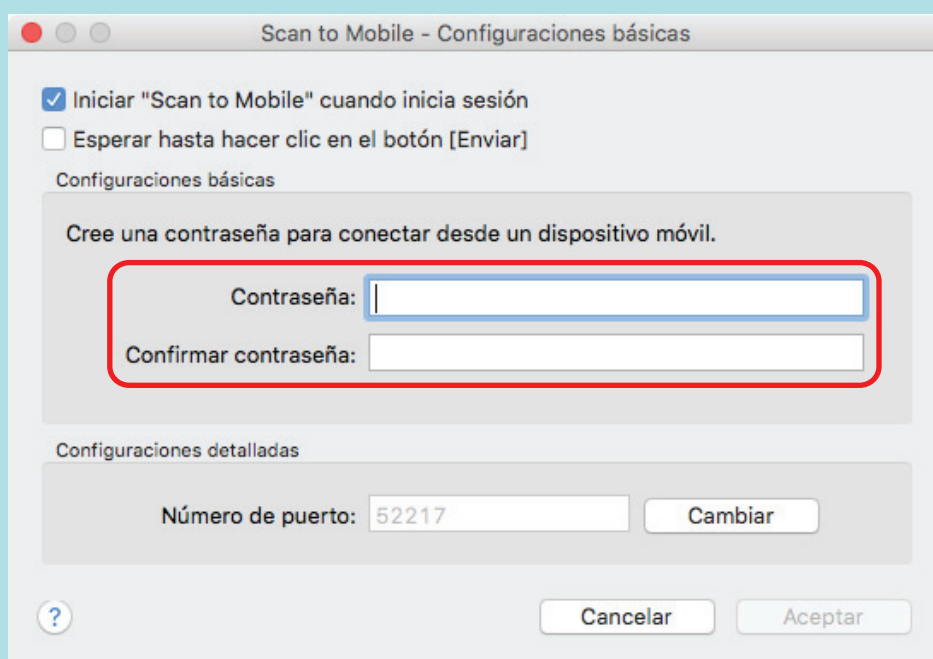 Scan to Mobile - Configuraciones básicas
Iniciar "Scan to Mobile" cuando inicia sesión
Esperar hasta hacer clic en el botón [Enviar]
Configuraciones básicas
Cree una contraseña para conectar desde un dispositivo móvil.
Contraseña:
Confirmar contraseña:
Configuraciones detalladas
Número de puerto: 52217 Cambiar
? Cancelar Aceptar